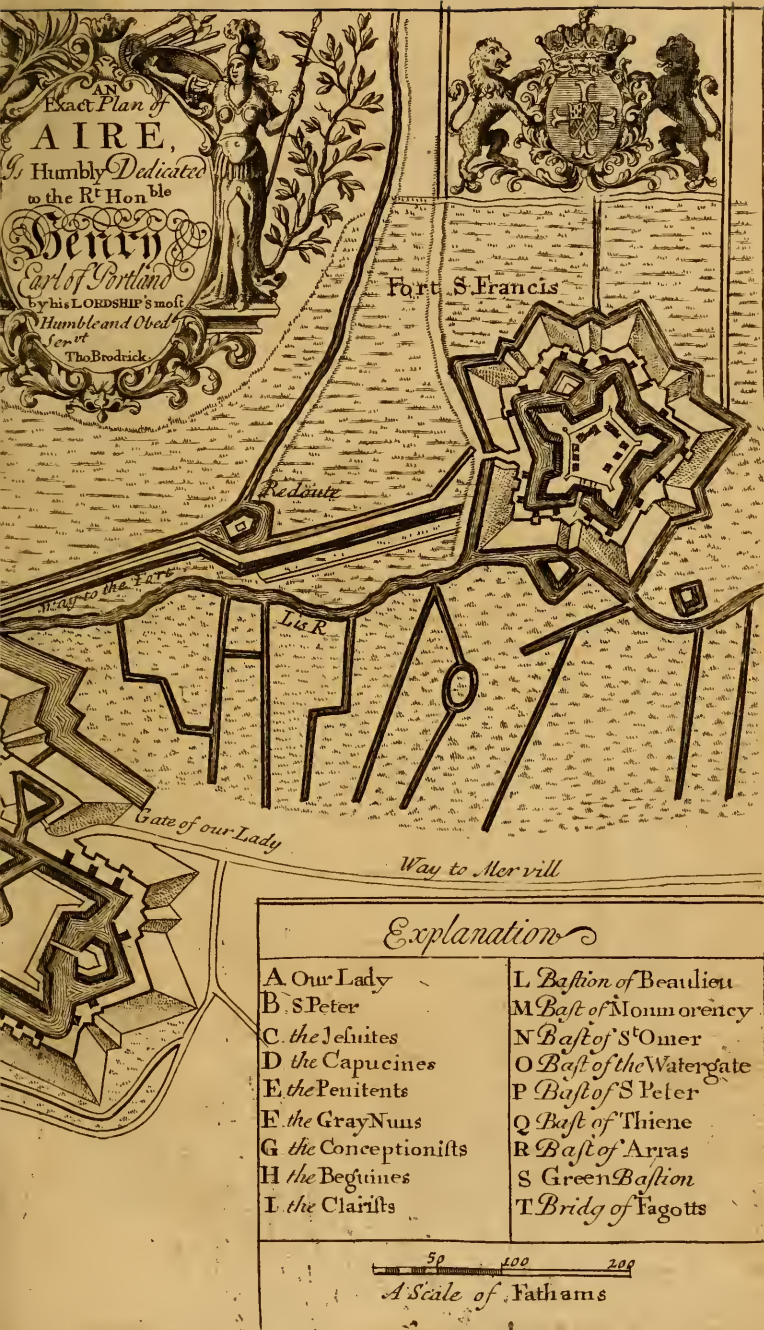 AN
Exact Plan of
AIRE,
Is Humbly Dedicated
to the Rt Honble
Henry
Earl of Portland
by his LORDSHIP's most
Humble and Obedt
Servt
Tho Brodrick
Fort S. Francis
Redoute
Way to the Fort
Lis R
Gate of our Lady
Way to Mervill
Explanation
A Our Lady
B S. Peter
C. the Jesuites
D the Capucines
E the Penitents
F. the Gray Nuns
G the Conceptionists
H the Beguines
I. the Clarists
L Bastion of Beaulieu
M Bast of Monmorency
N Bast of St Omer
O Bast of the Watergate
P Bast of S Peter
Q Bast of Thiene
R Bast of Arras
S Green Bastion
T. Bridg of Fagotts
50 100 200
A Scale of Fathams